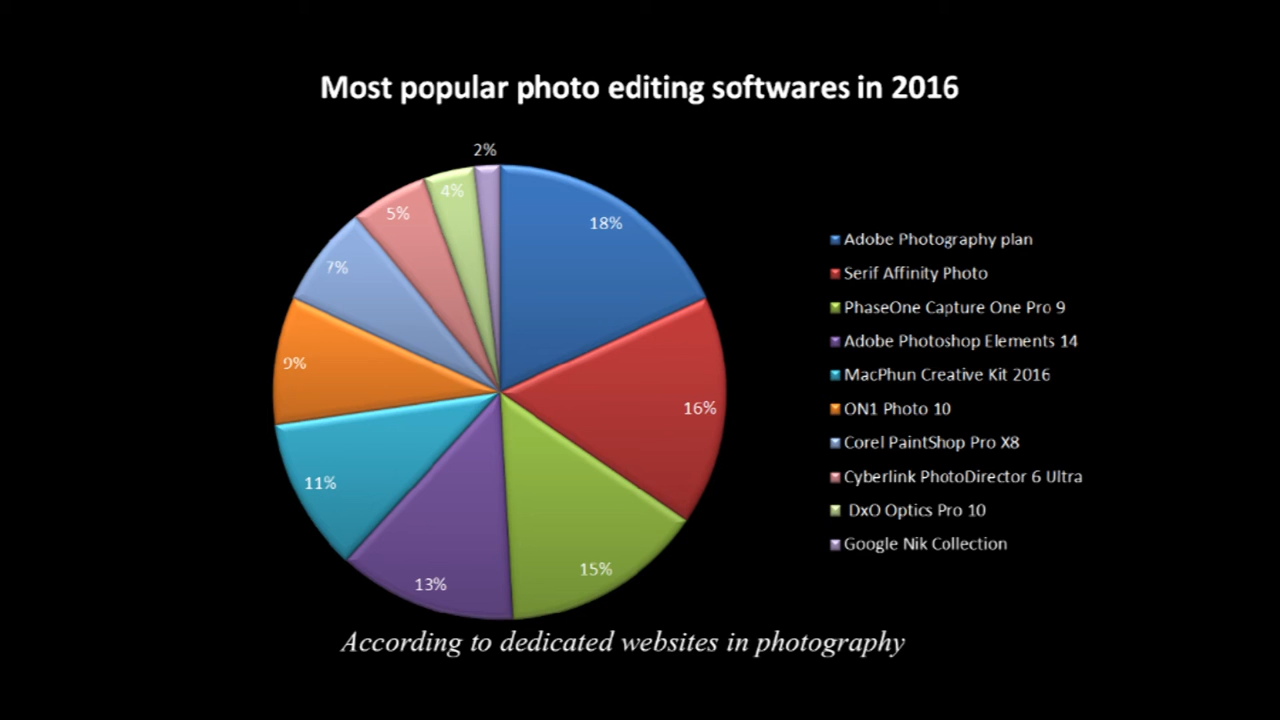 Most popular photo editing softwares in 2016
2%
4%
18%
5%
7%
9%
16%
11%
13%
15%
Adobe Photography plan
Serif Affinity Photo
PhaseOne Capture One Pro 9
Adobe Photoshop Elements 14
MacPhun Creative Kit 2016
ON1 Photo 10
Corel PaintShop Pro X8
Cyberlink PhotoDirector 6 Ultra
DxO Optics Pro 10
Google Nik Collection
According to dedicated websites in photography